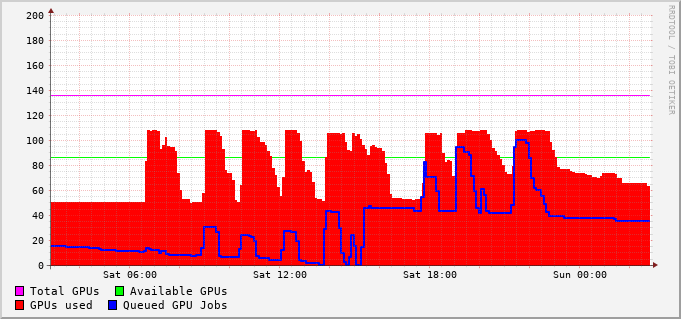 200
180
160
140
120
100
80
60
40
20
0
Sat 06:00 Sat 12:00 Sat 18:00 Sun 00:00
Total GPUs Available GPUs
GPUs used Queued GPU Jobs
RRDTOOL / TOBI OETIKER